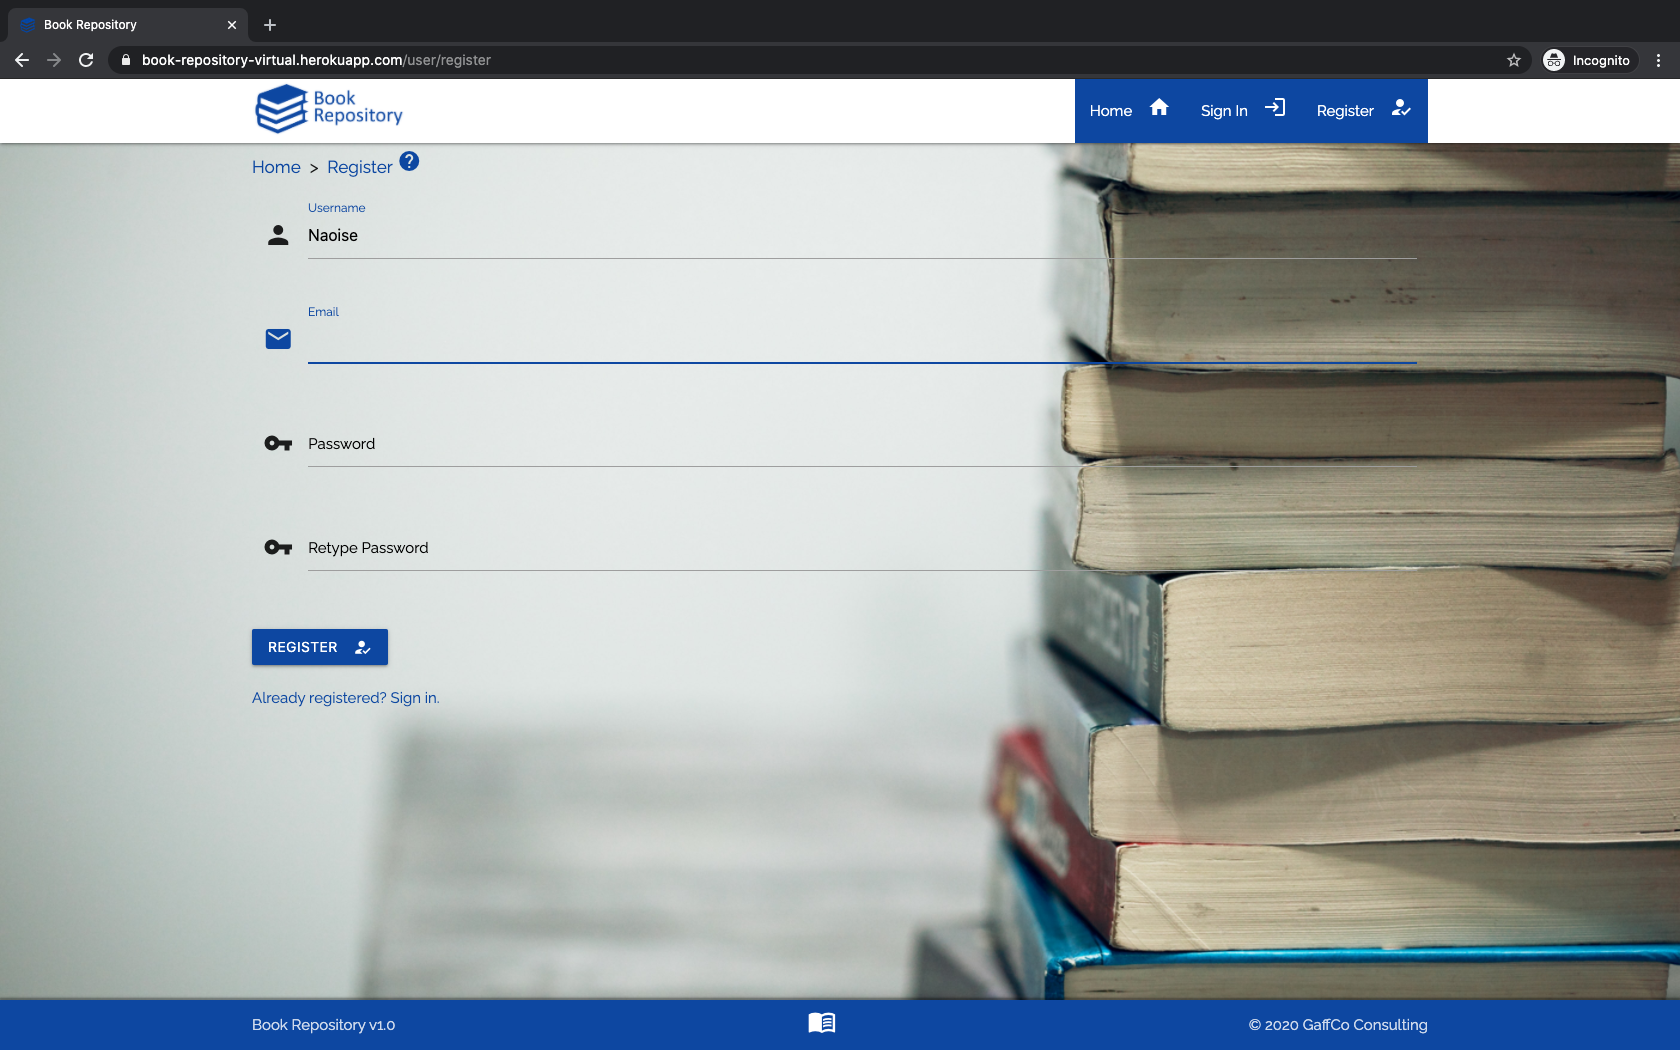 Book Repository
book-repository-virtual.herokuapp.com/user/register
Incognito
Book
Repository
Home
Sign In
Register
Home > Register ?
Username
Naoise
Email
Password
Retype Password
REGISTER
Already registered? Sign in.
Book Repository v1.0
© 2020 GaffCo Consulting